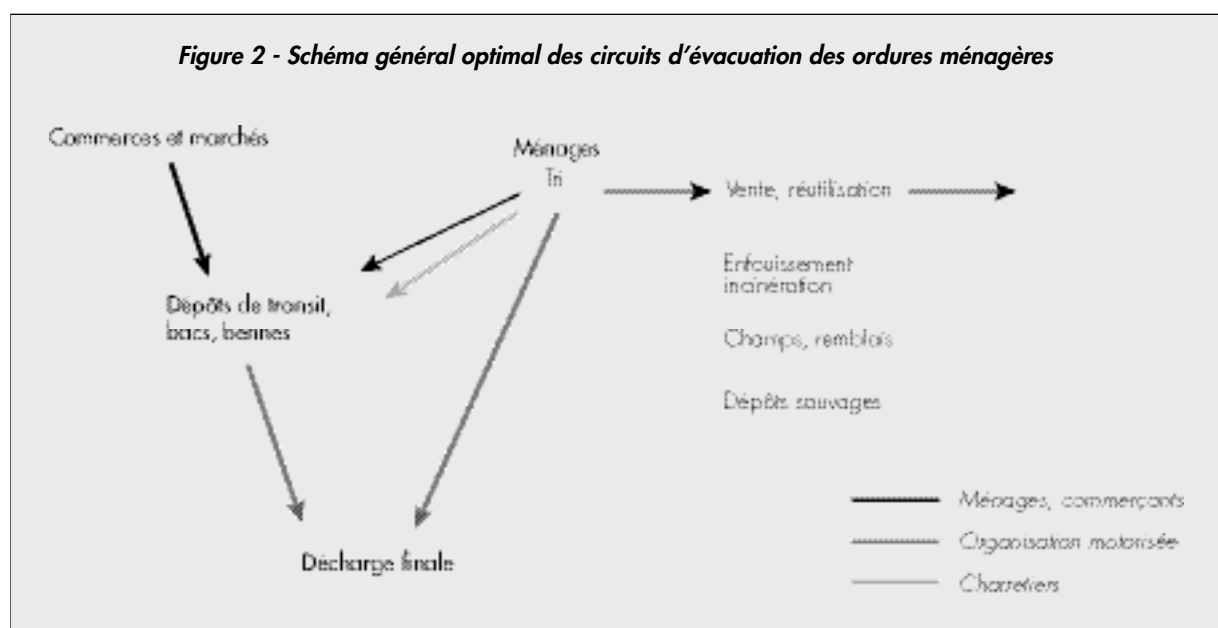 Figure 2 - Schéma général optimal des circuits d’évacuation des ordures ménagères
Commerces et marchés
Ménages
Tri
Vente, réutilisation
Enfouissement
incinération
Dépôts de transit,
bacs, bennes
Champs, remblais
Dépôts sauvages
Décharge finale
Ménages, commerçants
Organisation motorisée
Charretiers